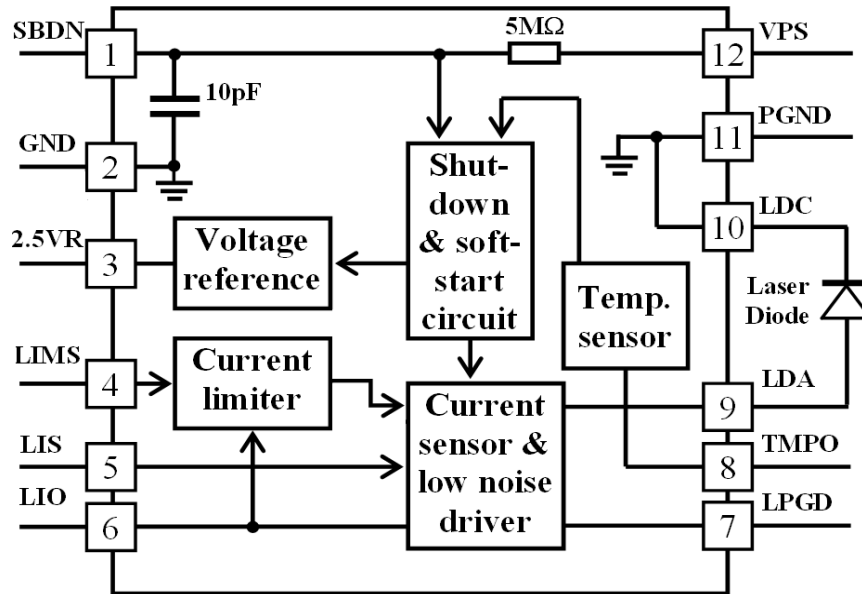 SBDN
1
5MΩ
12
VPS
10pF
GND
2
11
PGND
Shut-
down
& soft-
start
circuit
10
LDC
2.5VR
3
Voltage
reference
Temp.
sensor
Laser
Diode
LIMS
4
Current
limiter
Current
sensor &
low noise
driver
9
LDA
LIS
5
8
TMPO
LIO
6
7
LPGD